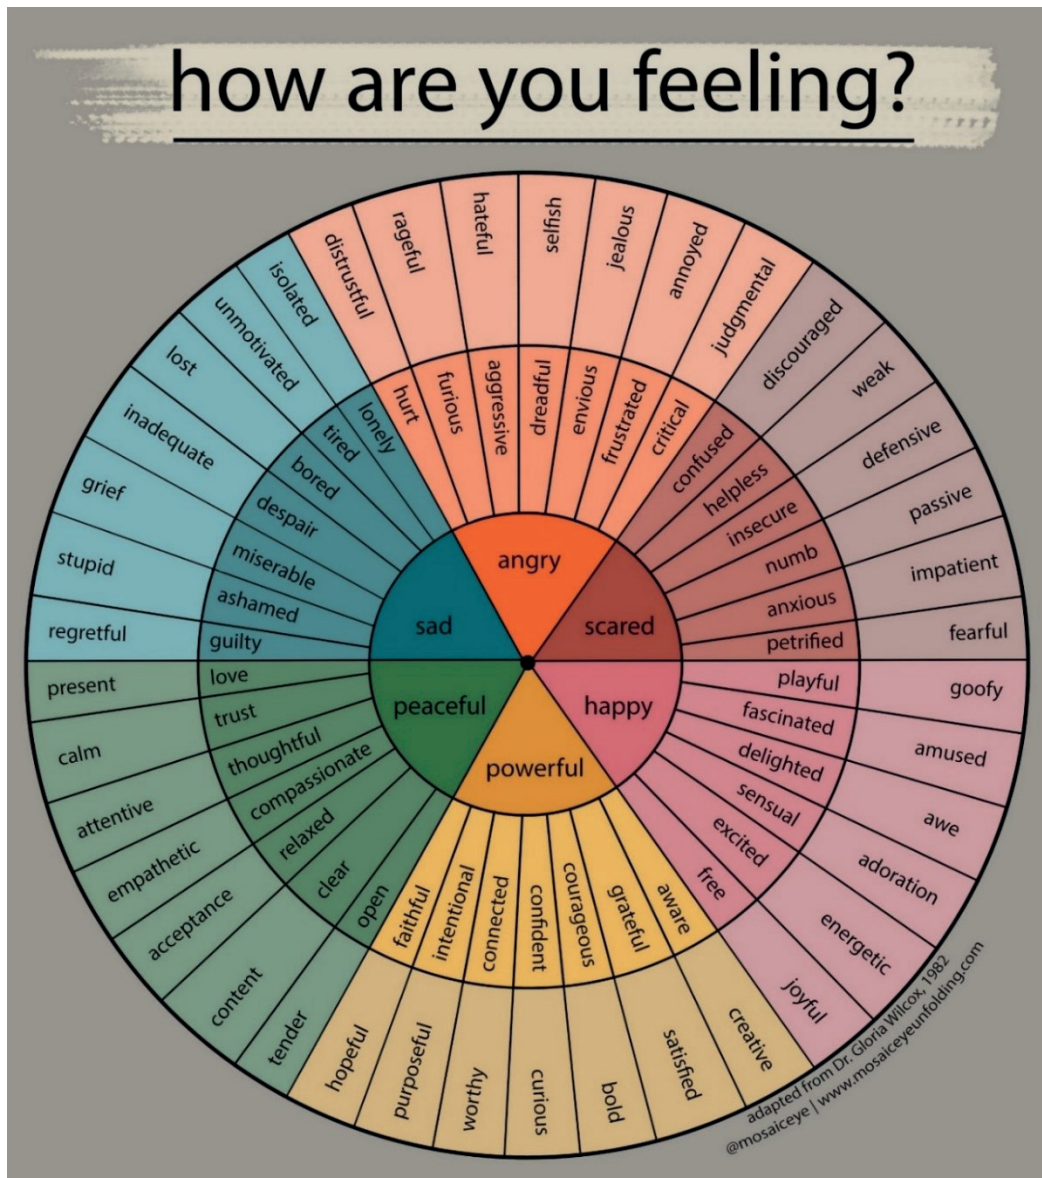 how are you feeling?
angry
scared
happy
powerful
peaceful
sad
hurt
furious
aggressive
dreadful
envious
frustrated
critical
confused
helpless
insecure
numb
anxious
petrified
playful
fascinated
delighted
sensual
excited
free
aware
grateful
courageous
confident
connected
intentional
faithful
open
clear
relaxed
compassionate
thoughtful
trust
love
guilty
ashamed
miserable
despair
bored
tired
lonely
distrustful
rageful
hateful
selfish
jealous
annoyed
judgmental
discouraged
weak
defensive
passive
impatient
fearful
goofy
amused
awe
adoration
energetic
joyful
creative
satisfied
bold
curious
worthy
purposeful
hopeful
tender
content
acceptance
empathetic
attentive
calm
present
regretful
stupid
grief
inadequate
lost
unmotivated
isolated
adapted from Dr. Gloria Wilcox, 1982
@mosaiceye | www.mosaiceyeunfolding.com